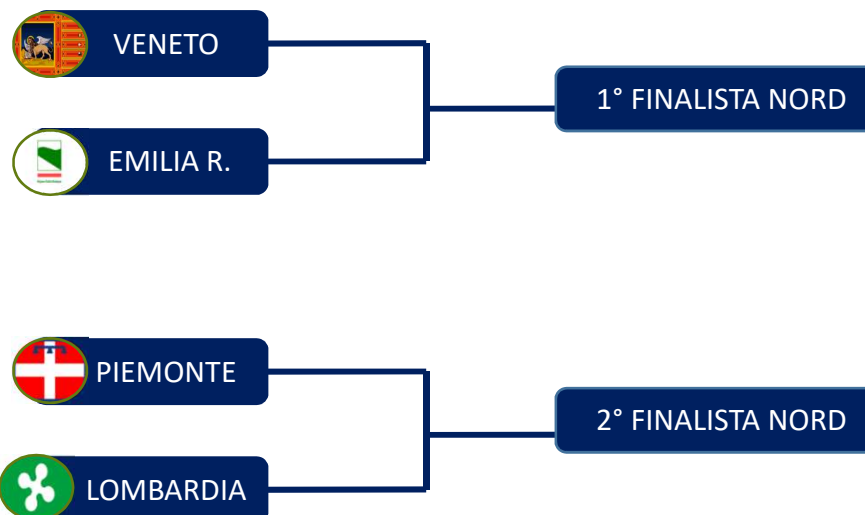 VENETO
1° FINALISTA NORD
EMILIA R.
PIEMONTE
2° FINALISTA NORD
LOMBARDIA